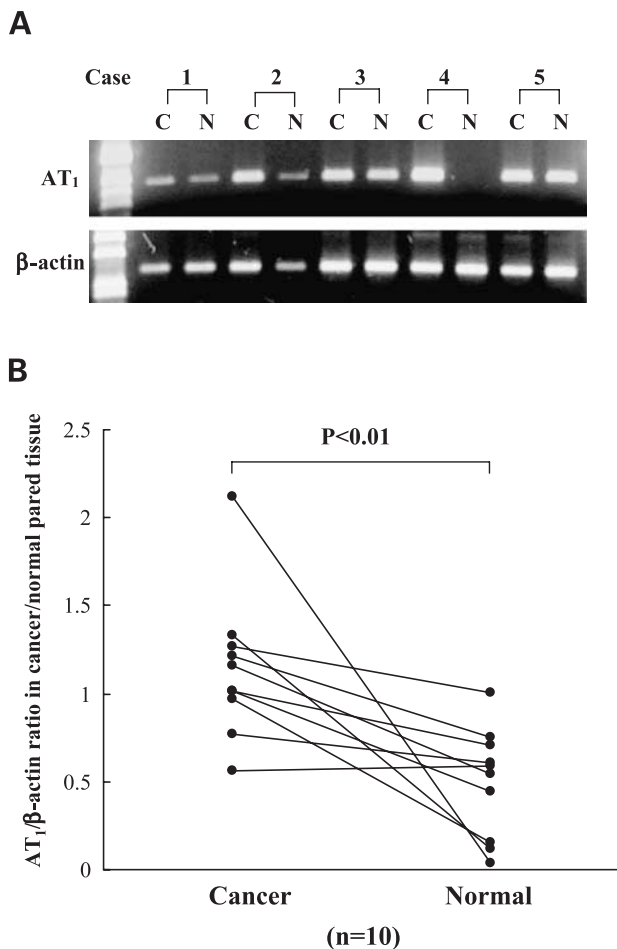 A
Case 1 2 3 4 5
C N C N C N C N C N
AT₁
β-actin
B
AT₁/β-actin ratio in cancer/normal pared tissue
2.5
2
1.5
1
0.5
0
P<0.01
Cancer Normal
(n=10)